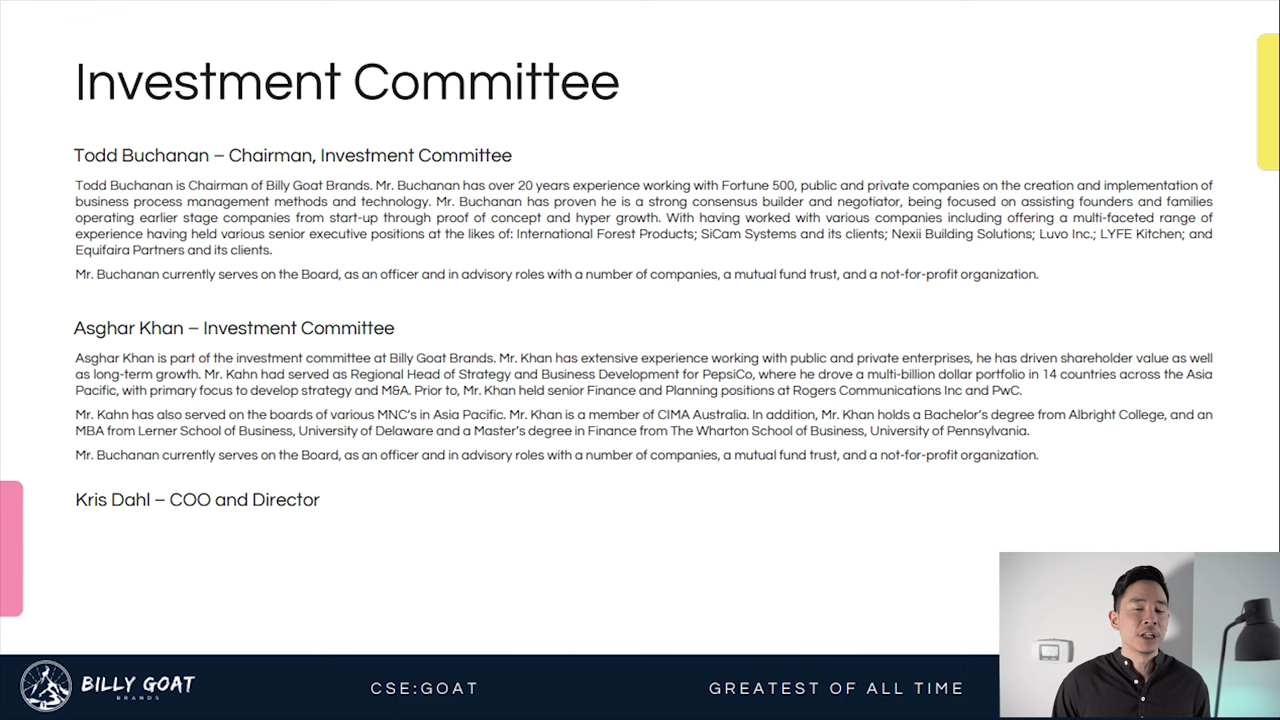 Investment Committee
Todd Buchanan – Chairman, Investment Committee
Todd Buchanan is Chairman of Billy Goat Brands. Mr. Buchanan has over 20 years experience working with Fortune 500, public and private companies on the creation and implementation of
business process management methods and technology. Mr. Buchanan has proven he is a strong consensus builder and negotiator, being focused on assisting founders and families
operating earlier stage companies from start-up through proof of concept and hyper growth. With having worked with various companies including offering a multi-faceted range of
experience having held various senior executive positions at the likes of: International Forest Products; SiCam Systems and its clients; Nexii Building Solutions; Luvo Inc.; LYFE Kitchen; and
Equifaira Partners and its clients.
Mr. Buchanan currently serves on the Board, as an officer and in advisory roles with a number of companies, a mutual fund trust, and a not-for-profit organization.
Asghar Khan – Investment Committee
Asghar Khan is part of the investment committee at Billy Goat Brands. Mr. Khan has extensive experience working with public and private enterprises, he has driven shareholder value as well
as long-term growth. Mr. Kahn had served as Regional Head of Strategy and Business Development for PepsiCo, where he drove a multi-billion dollar portfolio in 14 countries across the Asia
Pacific, with primary focus to develop strategy and M&A. Prior to, Mr. Khan held senior Finance and Planning positions at Rogers Communications Inc and PwC.
Mr. Kahn has also served on the boards of various MNC's in Asia Pacific. Mr. Khan is a member of CIMA Australia. In addition, Mr. Khan holds a Bachelor's degree from Albright College, and an
MBA from Lerner School of Business, University of Delaware and a Master's degree in Finance from The Wharton School of Business, University of Pennsylvania.
Mr. Buchanan currently serves on the Board, as an officer and in advisory roles with a number of companies, a mutual fund trust, and a not-for-profit organization.
Kris Dahl – COO and Director
BILLY GOAT
BRANDS
CSE:GOAT
GREATEST OF ALL TIME